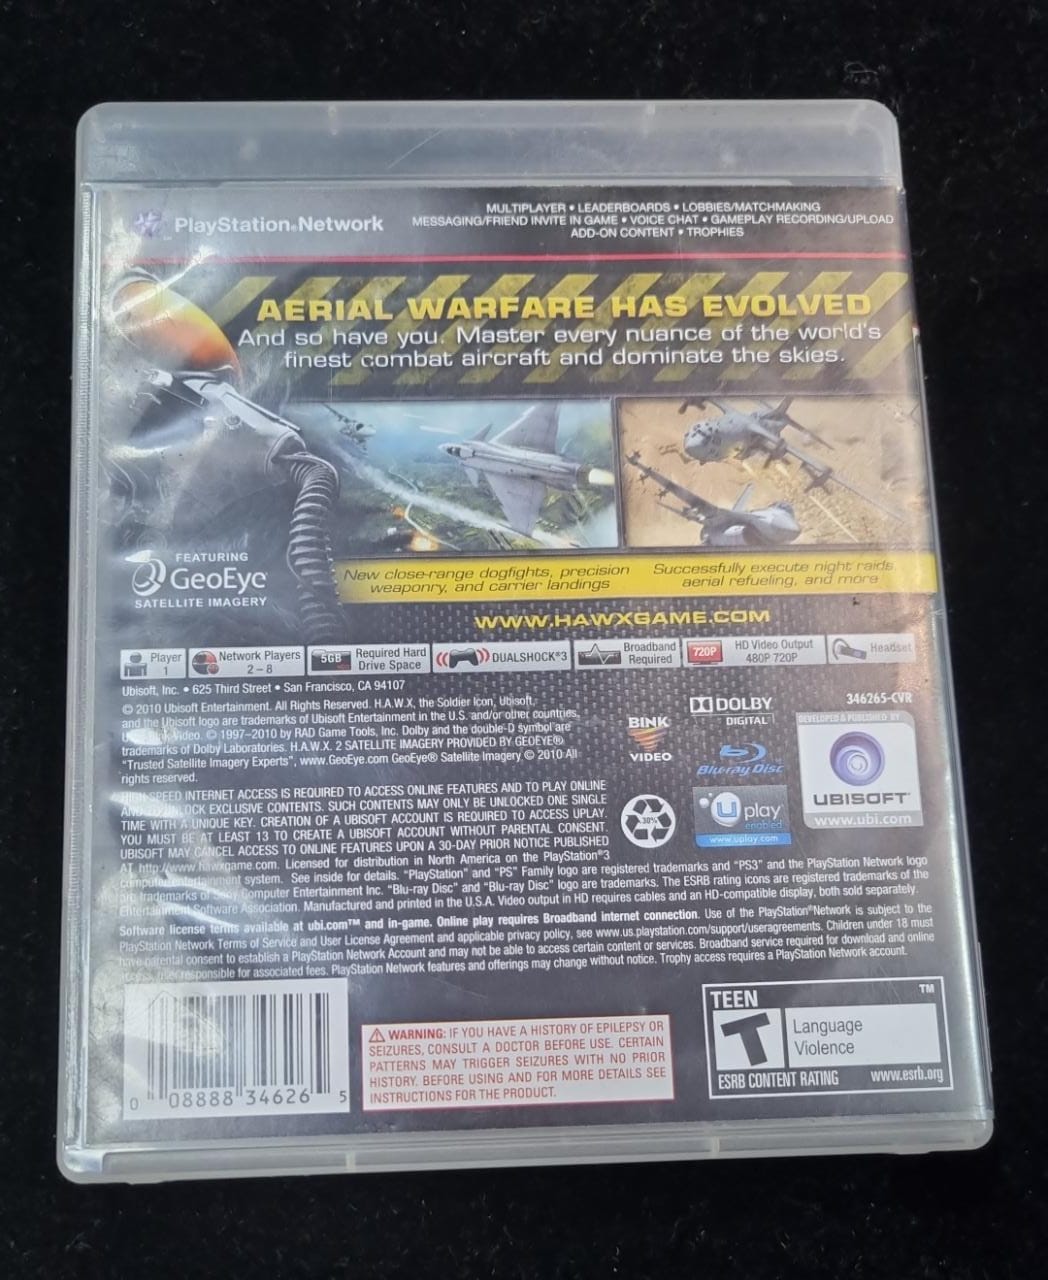 PlayStation®Network
MULTIPLAYER • LEADERBOARDS • LOBBIES/MATCHMAKING
MESSAGING/FRIEND INVITE IN GAME • VOICE CHAT • GAMEPLAY RECORDING/UPLOAD
ADD-ON CONTENT • TROPHIES
AERIAL WARFARE HAS EVOLVED
And so have you. Master every nuance of the world's
finest combat aircraft and dominate the skies.
FEATURING
GeoEye
SATELLITE IMAGERY
New close-range dogfights, precision
weaponry, and carrier landings
Successfully execute night raids,
aerial refueling, and more
WWW.HAWXGAME.COM
Player
1
Network Players
2 – 8
5GB
Required Hard
Drive Space
DUALSHOCK®3
Broadband
Required
720P
HD Video Output
480P 720P
Headset
Ubisoft, Inc. • 625 Third Street • San Francisco, CA 94107
© 2010 Ubisoft Entertainment. All Rights Reserved. H.A.W.X, the Soldier Icon, Ubisoft,
and the Ubisoft logo are trademarks of Ubisoft Entertainment in the U.S. and/or other countries.
Video. © 1997–2010 by RAD Game Tools, Inc. Dolby and the double-D symbol are
trademarks of Dolby Laboratories. H.A.W.X. 2 SATELLITE IMAGERY PROVIDED BY GEOEYE®
"Trusted Satellite Imagery Experts", www.GeoEye.com GeoEye® Satellite Imagery © 2010 All
rights reserved.
BINK
VIDEO
DOLBY
DIGITAL
Blu-ray Disc
346265-CVR
DEVELOPED & PUBLISHED BY
UBISOFT
www.ubi.com
30%
U play
enabled
www.uplay.com
HIGH SPEED INTERNET ACCESS IS REQUIRED TO ACCESS ONLINE FEATURES AND TO PLAY ONLINE
AND TO UNLOCK EXCLUSIVE CONTENTS. SUCH CONTENTS MAY ONLY BE UNLOCKED ONE SINGLE
TIME WITH A UNIQUE KEY. CREATION OF A UBISOFT ACCOUNT IS REQUIRED TO ACCESS UPLAY.
YOU MUST BE AT LEAST 13 TO CREATE A UBISOFT ACCOUNT WITHOUT PARENTAL CONSENT.
UBISOFT MAY CANCEL ACCESS TO ONLINE FEATURES UPON A 30-DAY PRIOR NOTICE PUBLISHED
AT http://www.hawxgame.com. Licensed for distribution in North America on the PlayStation®3
computer entertainment system. See inside for details. "PlayStation" and "PS" Family logo are registered trademarks and "PS3" and the PlayStation Network logo
are trademarks of Sony Computer Entertainment Inc. "Blu-ray Disc" and "Blu-ray Disc" logo are trademarks. The ESRB rating icons are registered trademarks of the
Entertainment Software Association. Manufactured and printed in the U.S.A. Video output in HD requires cables and an HD-compatible display, both sold separately.
Software license terms available at ubi.com™ and in-game. Online play requires Broadband internet connection. Use of the PlayStation®Network is subject to the
PlayStation Network Terms of Service and User License Agreement and applicable privacy policy, see www.us.playstation.com/support/useragreements. Children under 18 must
have parental consent to establish a PlayStation Network Account and may not be able to access certain content or services. Broadband service required for download and online
access, user responsible for associated fees. PlayStation Network features and offerings may change without notice. Trophy access requires a PlayStation Network account.
0 08888 34626 5
WARNING: IF YOU HAVE A HISTORY OF EPILEPSY OR
SEIZURES, CONSULT A DOCTOR BEFORE USE. CERTAIN
PATTERNS MAY TRIGGER SEIZURES WITH NO PRIOR
HISTORY. BEFORE USING AND FOR MORE DETAILS SEE
INSTRUCTIONS FOR THE PRODUCT.
TEEN
TM
T
Language
Violence
ESRB CONTENT RATING www.esrb.org